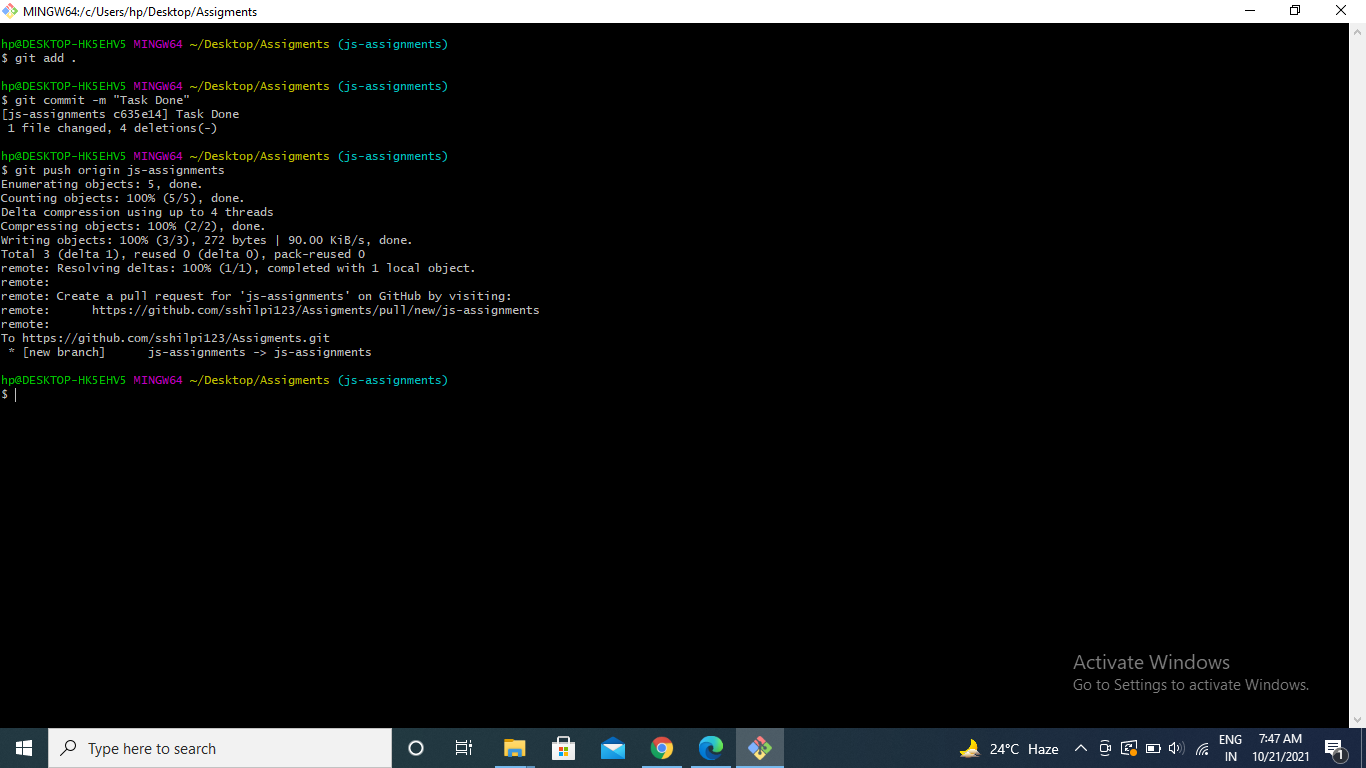 MINGW64:/c/Users/hp/Desktop/Assigments
hp@DESKTOP-HK5EHV5 MINGW64 ~/Desktop/Assigments (js-assignments)
$ git add .
hp@DESKTOP-HK5EHV5 MINGW64 ~/Desktop/Assigments (js-assignments)
$ git commit -m "Task Done"
[js-assignments c635e14] Task Done
 1 file changed, 4 deletions(-)
hp@DESKTOP-HK5EHV5 MINGW64 ~/Desktop/Assigments (js-assignments)
$ git push origin js-assignments
Enumerating objects: 5, done.
Counting objects: 100% (5/5), done.
Delta compression using up to 4 threads
Compressing objects: 100% (2/2), done.
Writing objects: 100% (3/3), 272 bytes | 90.00 KiB/s, done.
Total 3 (delta 1), reused 0 (delta 0), pack-reused 0
remote: Resolving deltas: 100% (1/1), completed with 1 local object.
remote:
remote: Create a pull request for 'js-assignments' on GitHub by visiting:
remote:      https://github.com/sshilpi123/Assigments/pull/new/js-assignments
remote:
To https://github.com/sshilpi123/Assigments.git
 * [new branch]      js-assignments -> js-assignments
hp@DESKTOP-HK5EHV5 MINGW64 ~/Desktop/Assigments (js-assignments)
$
Activate Windows
Go to Settings to activate Windows.
Type here to search
24°C Haze
ENG
IN
7:47 AM
10/21/2021
1